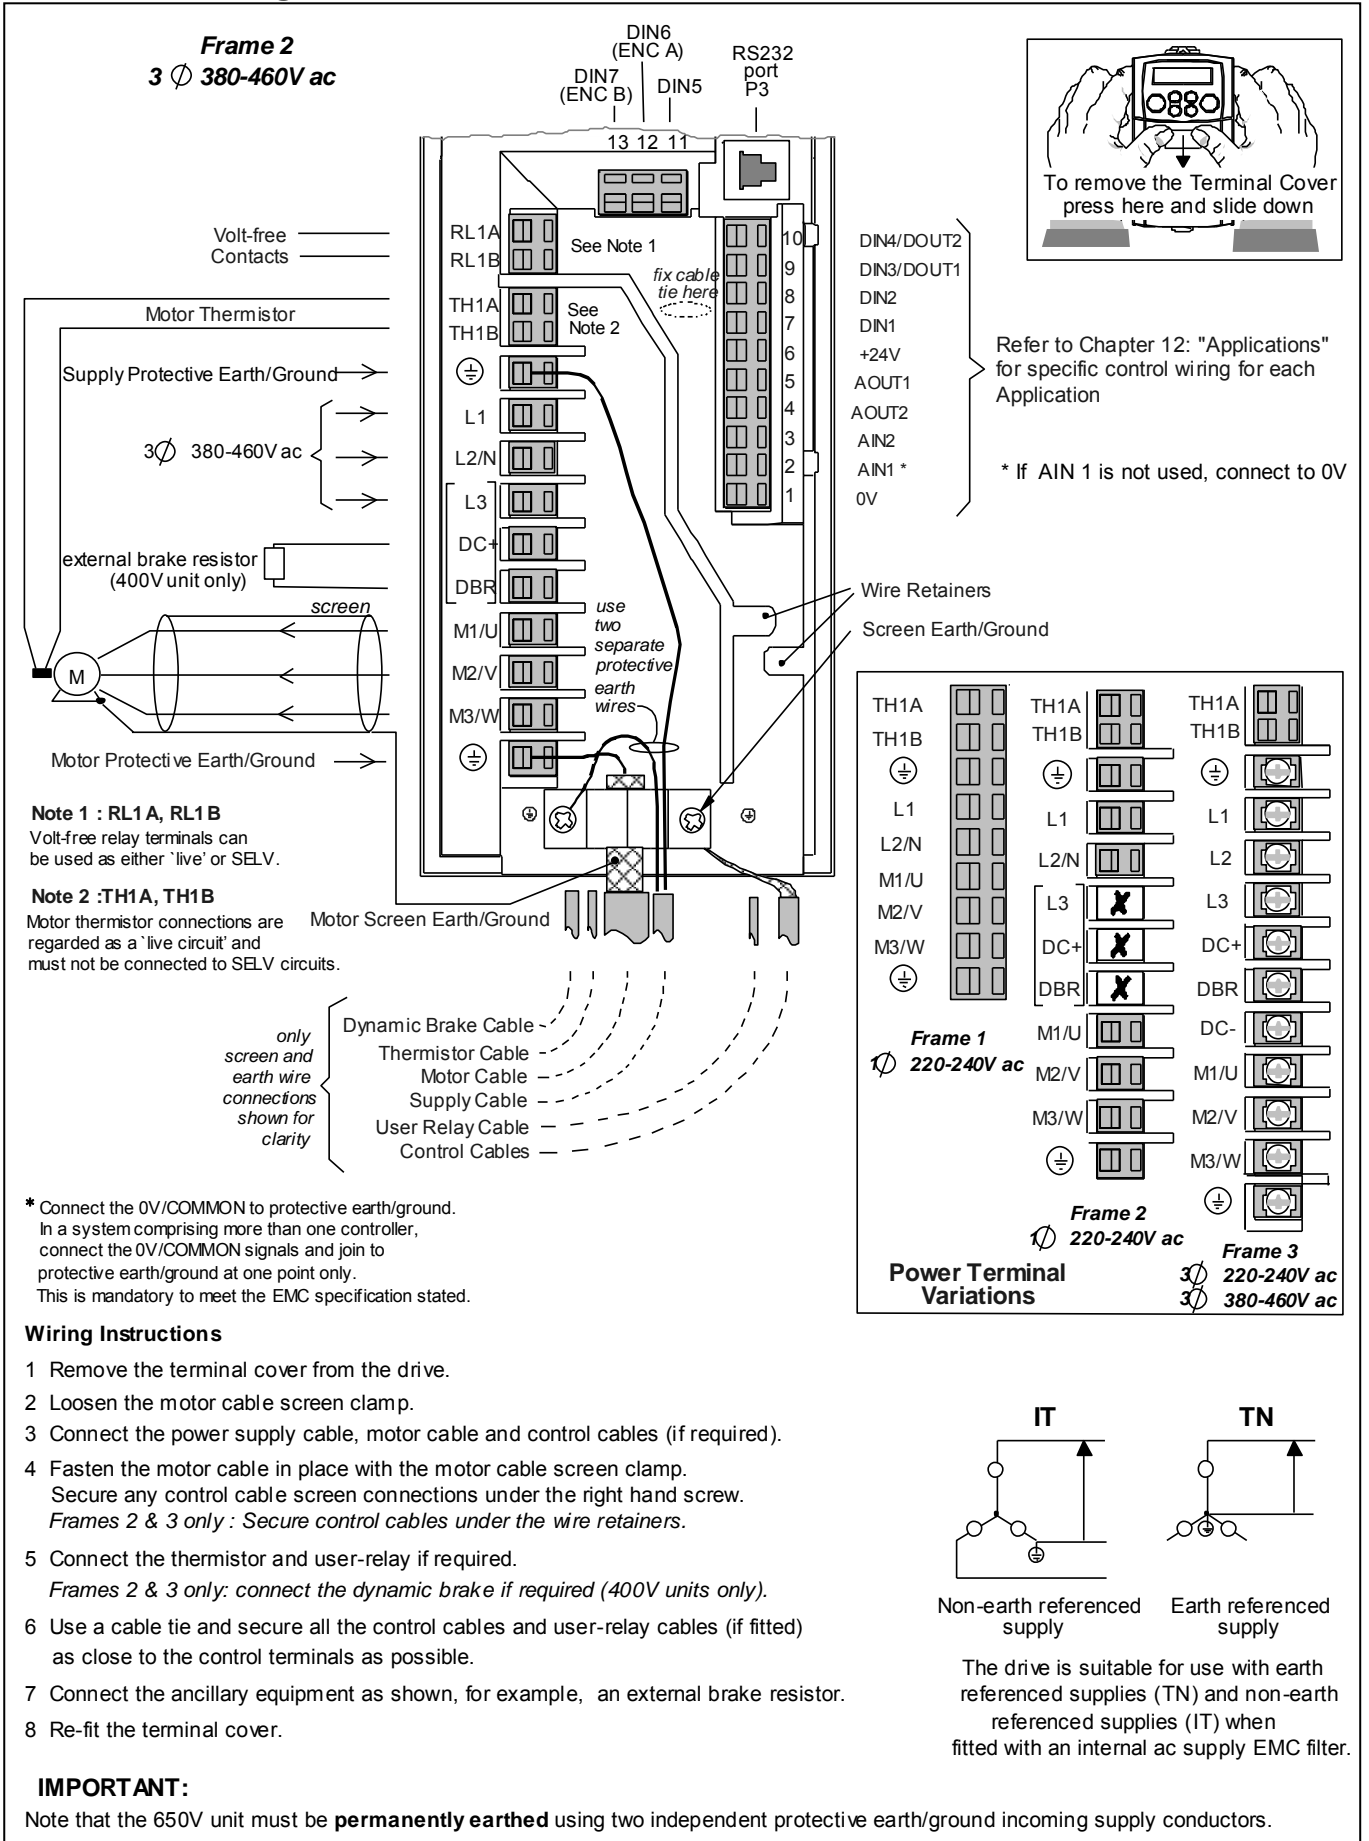 Frame 2
3 ∅ 380-460V ac
DIN6
(ENC A)
DIN7
(ENC B)
DIN5
RS232
port
P3
13 12 11
To remove the Terminal Cover
press here and slide down
Volt-free
Contacts
Motor Thermistor
Supply Protective Earth/Ground
3∅ 380-460V ac
external brake resistor
(400V unit only)
screen
M
Motor Protective Earth/Ground
RL1A
RL1B
TH1A
TH1B
L1
L2/N
L3
DC+
DBR
M1/U
M2/V
M3/W
See Note 1
See
Note 2
fix cable
tie here
use
two
separate
protective
earth
wires
10
9
8
7
6
5
4
3
2
1
DIN4/DOUT2
DIN3/DOUT1
DIN2
DIN1
+24V
AOUT1
AOUT2
AIN2
AIN1 *
0V
Refer to Chapter 12: "Applications"
for specific control wiring for each
Application
* If AIN 1 is not used, connect to 0V
Wire Retainers
Screen Earth/Ground
Note 1 : RL1A, RL1B
Volt-free relay terminals can
be used as either `live' or SELV.
Note 2 :TH1A, TH1B
Motor thermistor connections are
regarded as a `live circuit' and
must not be connected to SELV circuits.
Motor Screen Earth/Ground
only
screen and
earth wire
connections
shown for
clarity
Dynamic Brake Cable
Thermistor Cable
Motor Cable
Supply Cable
User Relay Cable
Control Cables
* Connect the 0V/COMMON to protective earth/ground.
In a system comprising more than one controller,
connect the 0V/COMMON signals and join to
protective earth/ground at one point only.
This is mandatory to meet the EMC specification stated.
TH1A
TH1B
L1
L2/N
M1/U
M2/V
M3/W
Frame 1
1∅ 220-240V ac
TH1A
TH1B
L1
L2/N
L3
DC+
DBR
M1/U
M2/V
M3/W
Frame 2
1∅ 220-240V ac
TH1A
TH1B
L1
L2
L3
DC+
DBR
DC-
M1/U
M2/V
M3/W
Frame 3
3∅ 220-240V ac
3∅ 380-460V ac
Power Terminal
Variations
Wiring Instructions
1 Remove the terminal cover from the drive.
2 Loosen the motor cable screen clamp.
3 Connect the power supply cable, motor cable and control cables (if required).
4 Fasten the motor cable in place with the motor cable screen clamp.
Secure any control cable screen connections under the right hand screw.
Frames 2 & 3 only : Secure control cables under the wire retainers.
5 Connect the thermistor and user-relay if required.
Frames 2 & 3 only: connect the dynamic brake if required (400V units only).
6 Use a cable tie and secure all the control cables and user-relay cables (if fitted)
as close to the control terminals as possible.
7 Connect the ancillary equipment as shown, for example, an external brake resistor.
8 Re-fit the terminal cover.
IT
TN
Non-earth referenced
supply
Earth referenced
supply
The drive is suitable for use with earth
referenced supplies (TN) and non-earth
referenced supplies (IT) when
fitted with an internal ac supply EMC filter.
IMPORTANT:
Note that the 650V unit must be permanently earthed using two independent protective earth/ground incoming supply conductors.